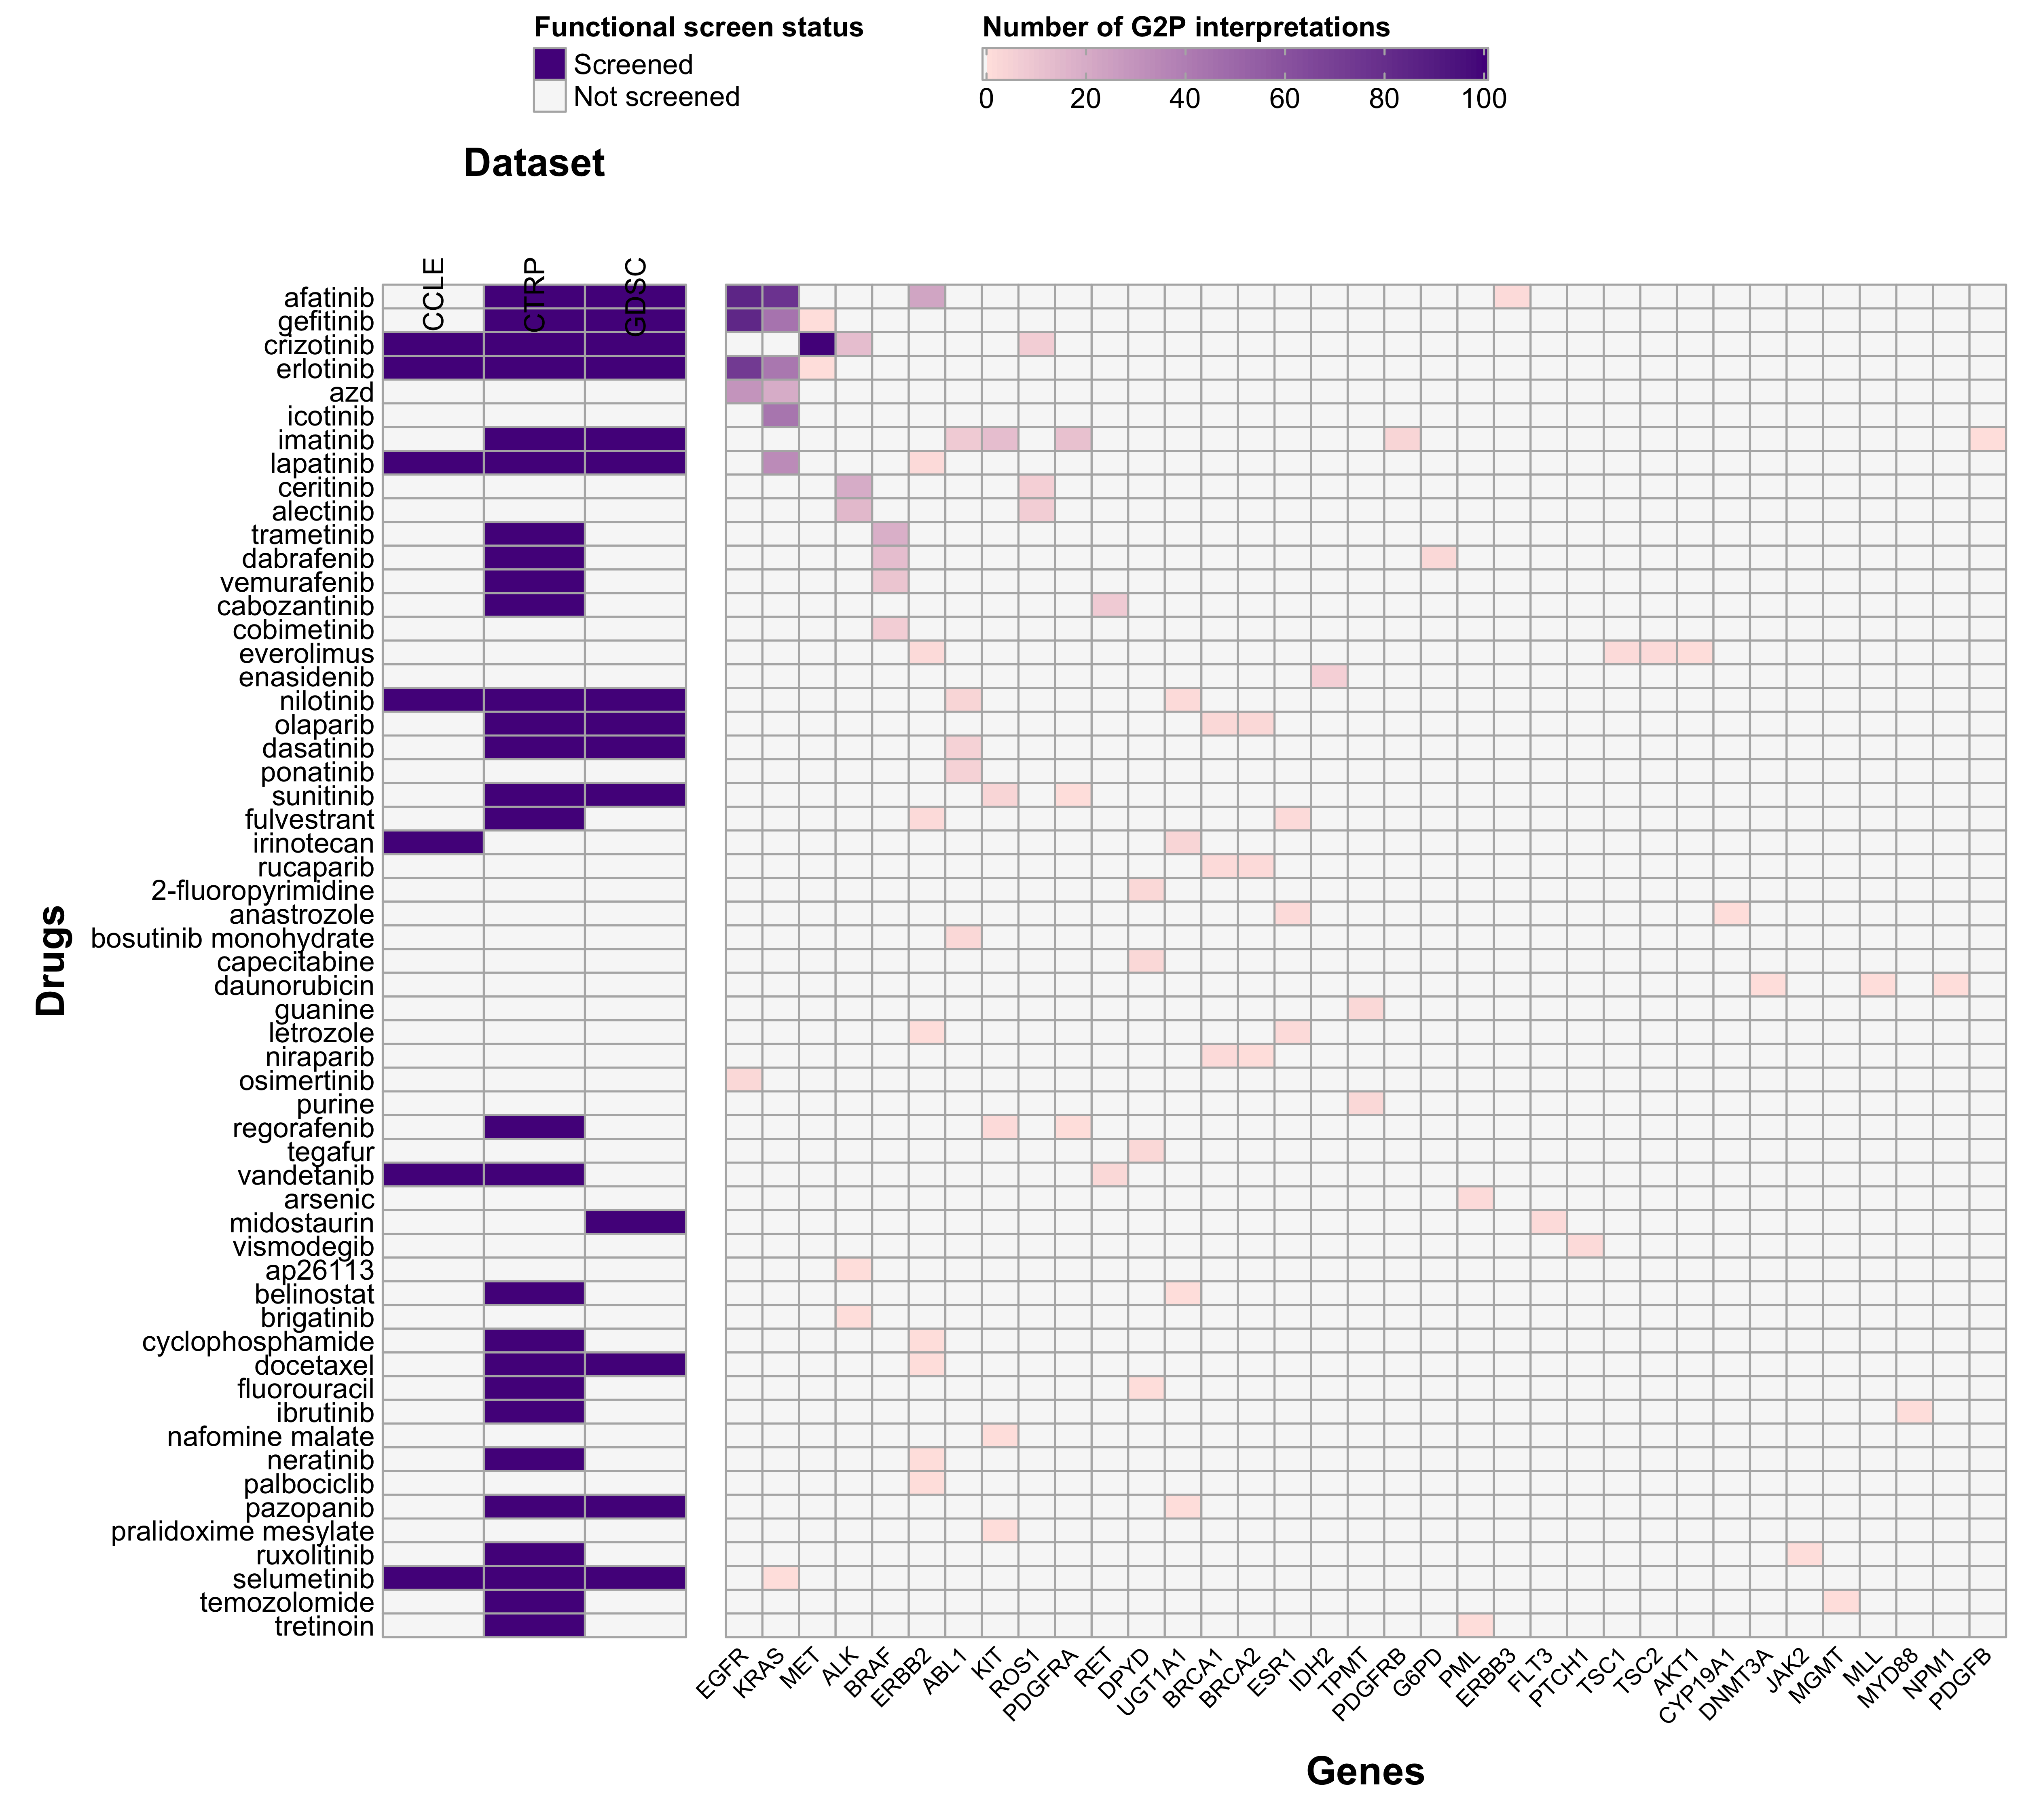 Functional screen status
Screened
Not screened
Number of G2P interpretations
0 20 40 60 80 100
Dataset
CCLE CTRP GDSC
Drugs
afatinib
gefitinib
crizotinib
erlotinib
azd
icotinib
imatinib
lapatinib
ceritinib
alectinib
trametinib
dabrafenib
vemurafenib
cabozantinib
cobimetinib
everolimus
enasidenib
nilotinib
olaparib
dasatinib
ponatinib
sunitinib
fulvestrant
irinotecan
rucaparib
2-fluoropyrimidine
anastrozole
bosutinib monohydrate
capecitabine
daunorubicin
guanine
letrozole
niraparib
osimertinib
purine
regorafenib
tegafur
vandetanib
arsenic
midostaurin
vismodegib
ap26113
belinostat
brigatinib
cyclophosphamide
docetaxel
fluorouracil
ibrutinib
nafomine malate
neratinib
palbociclib
pazopanib
pralidoxime mesylate
ruxolitinib
selumetinib
temozolomide
tretinoin
EGFR KRAS MET ALK BRAF ERBB2 ABL1 KIT ROS1 PDGFRA RET DPYD UGT1A1 BRCA1 BRCA2 ESR1 IDH2 TPMT PDGFRB G6PD PML ERBB3 FLT3 PTCH1 TSC1 TSC2 AKT1 CYP19A1 DNMT3A JAK2 MGMT MLL MYD88 NPM1 PDGFB
Genes